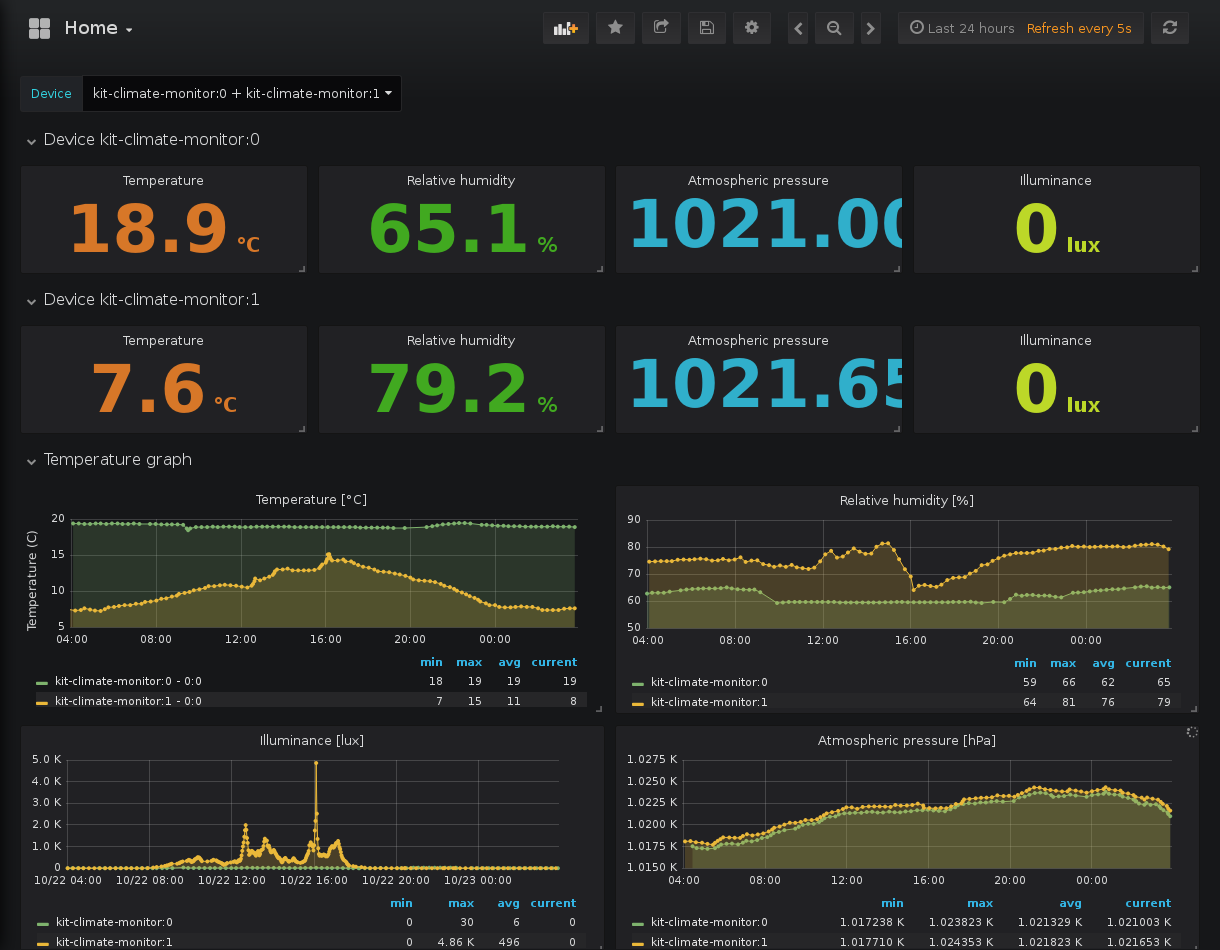 Home
Last 24 hours Refresh every 5s
Device kit-climate-monitor:0 + kit-climate-monitor:1
Device kit-climate-monitor:0
Temperature Relative humidity Atmospheric pressure Illuminance
18.9 °C 65.1 % 1021.00 0 lux
Device kit-climate-monitor:1
Temperature Relative humidity Atmospheric pressure Illuminance
7.6 °C 79.2 % 1021.65 0 lux
Temperature graph
Temperature [°C]
Temperature (C)
20
15
10
5
04:00 08:00 12:00 16:00 20:00 00:00
min max avg current
kit-climate-monitor:0 - 0:0 18 19 19 19
kit-climate-monitor:1 - 0:0 7 15 11 8
Relative humidity [%]
90
80
70
60
50
04:00 08:00 12:00 16:00 20:00 00:00
min max avg current
kit-climate-monitor:0 59 66 62 65
kit-climate-monitor:1 64 81 76 79
Illuminance [lux]
5.0 K
4.0 K
3.0 K
2.0 K
1.0 K
0
10/22 04:00 10/22 08:00 10/22 12:00 10/22 16:00 10/22 20:00 10/23 00:00
min max avg current
kit-climate-monitor:0 0 30 6 0
kit-climate-monitor:1 0 4.86 K 496 0
Atmospheric pressure [hPa]
1.0275 K
1.0250 K
1.0225 K
1.0200 K
1.0175 K
1.0150 K
04:00 08:00 12:00 16:00 20:00 00:00
min max avg current
kit-climate-monitor:0 1.017238 K 1.023823 K 1.021329 K 1.021003 K
kit-climate-monitor:1 1.017710 K 1.024353 K 1.021823 K 1.021653 K